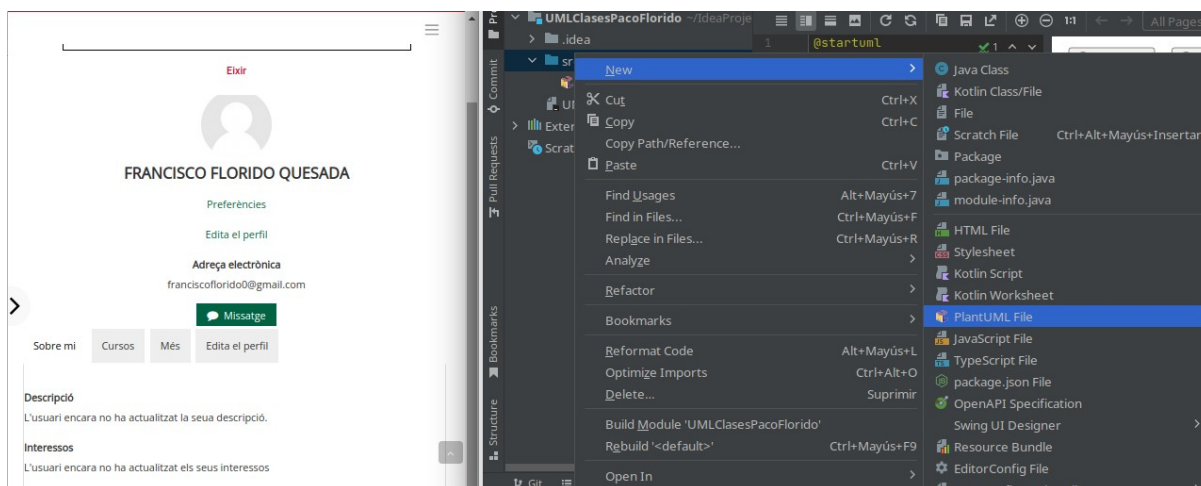 Eixir
FRANCISCO FLORIDO QUESADA
Preferències
Edita el perfil
Adreça electrònica
franciscoflorido0@gmail.com
Missatge
Sobre mi Cursos Més Edita el perfil
Descripció
L'usuari encara no ha actualitzat la seua descripció.
Interessos
L'usuari encara no ha actualitzat els seus interessos
Commit
Pull Requests
Bookmarks
Structure
UMLClasesPacoFlorido ~/IdeaProje
.idea
1 @startuml
1
1:1
All Pages
New
Cut Ctrl+X
Copy Ctrl+C
Copy Path/Reference...
Paste Ctrl+V
Find Usages Alt+Mayús+7
Find in Files... Ctrl+Mayús+F
Replace in Files... Ctrl+Mayús+R
Analyze
Refactor
Bookmarks
Reformat Code Alt+Mayús+L
Optimize Imports Ctrl+Alt+O
Delete... Suprimir
Build Module 'UMLClasesPacoFlorido'
Rebuild '<default>' Ctrl+Mayús+F9
Open In
Git
Java Class
Kotlin Class/File
File
Scratch File Ctrl+Alt+Mayús+Insertar
Package
package-info.java
module-info.java
HTML File
Stylesheet
Kotlin Script
Kotlin Worksheet
PlantUML File
JavaScript File
TypeScript File
package.json File
OpenAPI Specification
Swing UI Designer
Resource Bundle
EditorConfig File